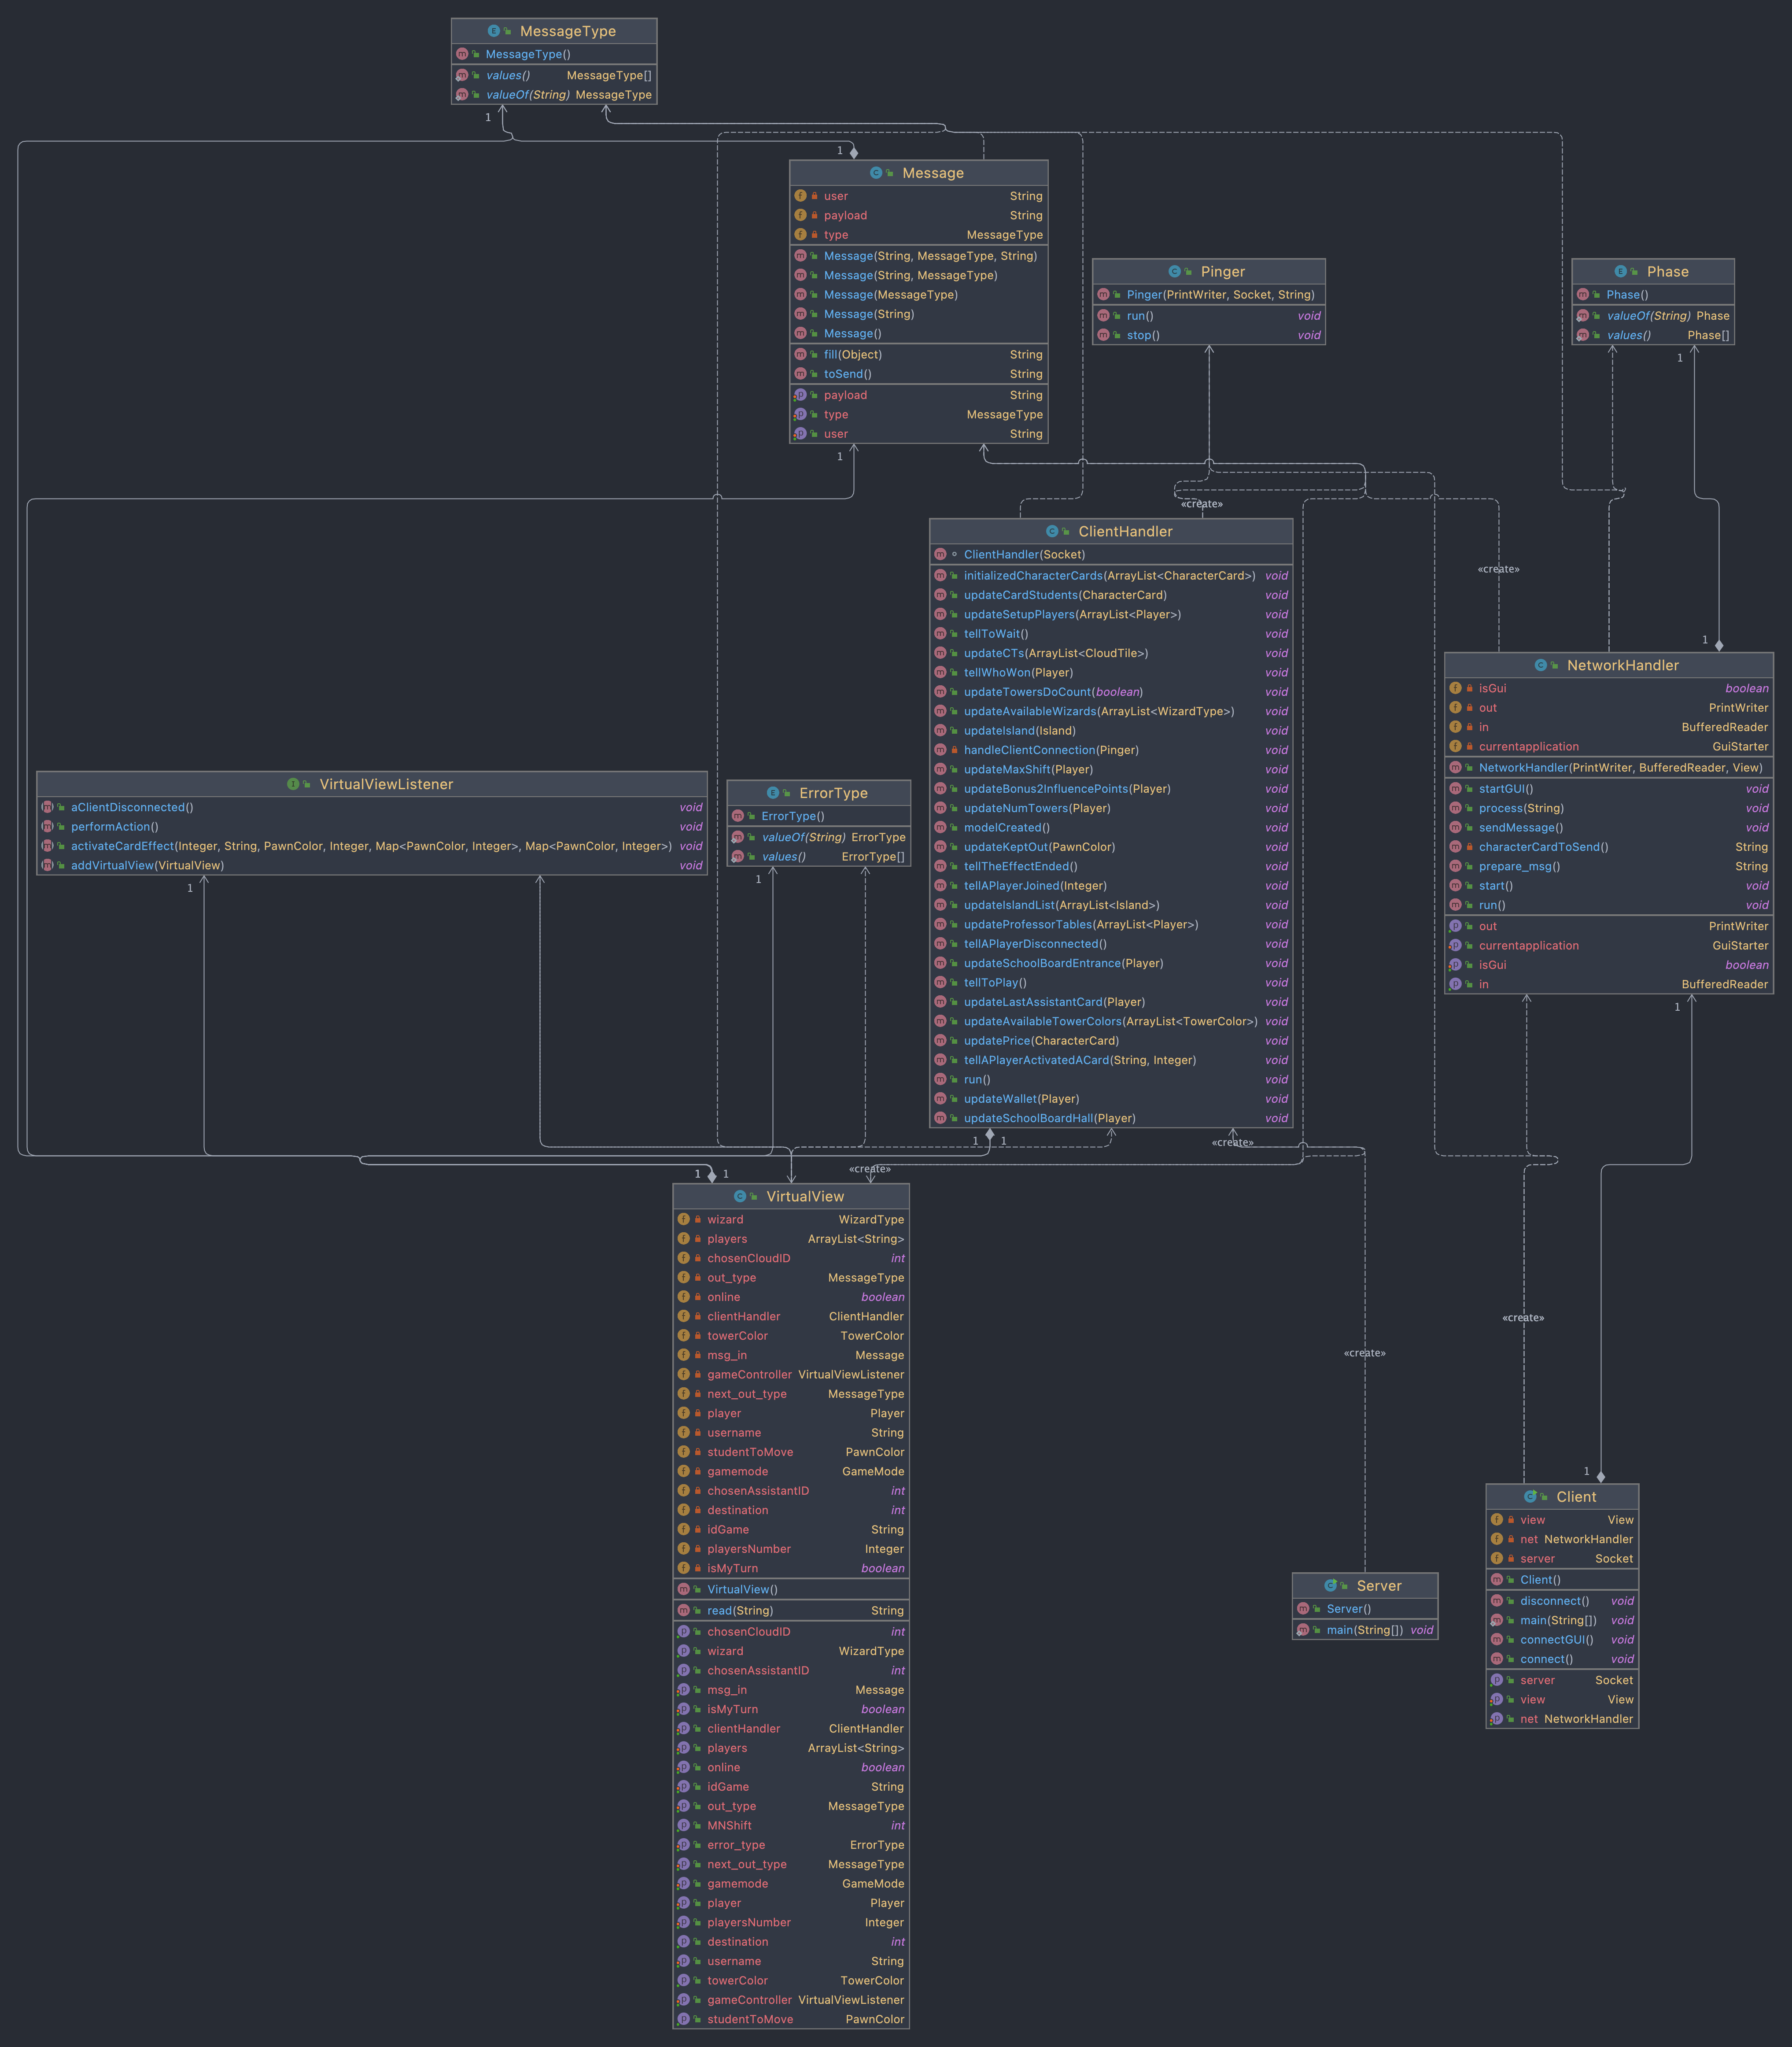 MessageType
MessageType()
values() MessageType[]
valueOf(String) MessageType
1
1
Message
user String
payload String
type MessageType
Message(String, MessageType, String)
Message(String, MessageType)
Message(MessageType)
Message(String)
Message()
fill(Object) String
toSend() String
payload String
type MessageType
user String
1
Pinger
Pinger(PrintWriter, Socket, String)
run() void
stop() void
Phase
Phase()
valueOf(String) Phase
values() Phase[]
1
«create»
ClientHandler
ClientHandler(Socket)
initializedCharacterCards(ArrayList<CharacterCard>) void
updateCardStudents(CharacterCard) void
updateSetupPlayers(ArrayList<Player>) void
tellToWait() void
updateCTs(ArrayList<CloudTile>) void
tellWhoWon(Player) void
updateTowersDoCount(boolean) void
updateAvailableWizards(ArrayList<WizardType>) void
updateIsland(Island) void
handleClientConnection(Pinger) void
updateMaxShift(Player) void
updateBonus2InfluencePoints(Player) void
updateNumTowers(Player) void
modelCreated() void
updateKeptOut(PawnColor) void
tellTheEffectEnded() void
tellAPlayerJoined(Integer) void
updateIslandList(ArrayList<Island>) void
updateProfessorTables(ArrayList<Player>) void
tellAPlayerDisconnected() void
updateSchoolBoardEntrance(Player) void
tellToPlay() void
updateLastAssistantCard(Player) void
updateAvailableTowerColors(ArrayList<TowerColor>) void
updatePrice(CharacterCard) void
tellAPlayerActivatedACard(String, Integer) void
run() void
updateWallet(Player) void
updateSchoolBoardHall(Player) void
1 1
«create»
«create»
1
NetworkHandler
isGui boolean
out PrintWriter
in BufferedReader
currentapplication GuiStarter
NetworkHandler(PrintWriter, BufferedReader, View)
startGUI() void
process(String) void
sendMessage() void
characterCardToSend() String
prepare_msg() String
start() void
run() void
out PrintWriter
currentapplication GuiStarter
isGui boolean
in BufferedReader
1
VirtualViewListener
aClientDisconnected() void
performAction() void
activateCardEffect(Integer, String, PawnColor, Integer, Map<PawnColor, Integer>, Map<PawnColor, Integer>) void
addVirtualView(VirtualView) void
1
ErrorType
ErrorType()
valueOf(String) ErrorType
values() ErrorType[]
1
1 1
«create»
VirtualView
wizard WizardType
players ArrayList<String>
chosenCloudID int
out_type MessageType
online boolean
clientHandler ClientHandler
towerColor TowerColor
msg_in Message
gameController VirtualViewListener
next_out_type MessageType
player Player
username String
studentToMove PawnColor
gamemode GameMode
chosenAssistantID int
destination int
idGame String
playersNumber Integer
isMyTurn boolean
VirtualView()
read(String) String
chosenCloudID int
wizard WizardType
chosenAssistantID int
msg_in Message
isMyTurn boolean
clientHandler ClientHandler
players ArrayList<String>
online boolean
idGame String
out_type MessageType
MNShift int
error_type ErrorType
next_out_type MessageType
gamemode GameMode
player Player
playersNumber Integer
destination int
username String
towerColor TowerColor
gameController VirtualViewListener
studentToMove PawnColor
«create»
Server
Server()
main(String[]) void
«create»
1
Client
view View
net NetworkHandler
server Socket
Client()
disconnect() void
main(String[]) void
connectGUI() void
connect() void
server Socket
view View
net NetworkHandler